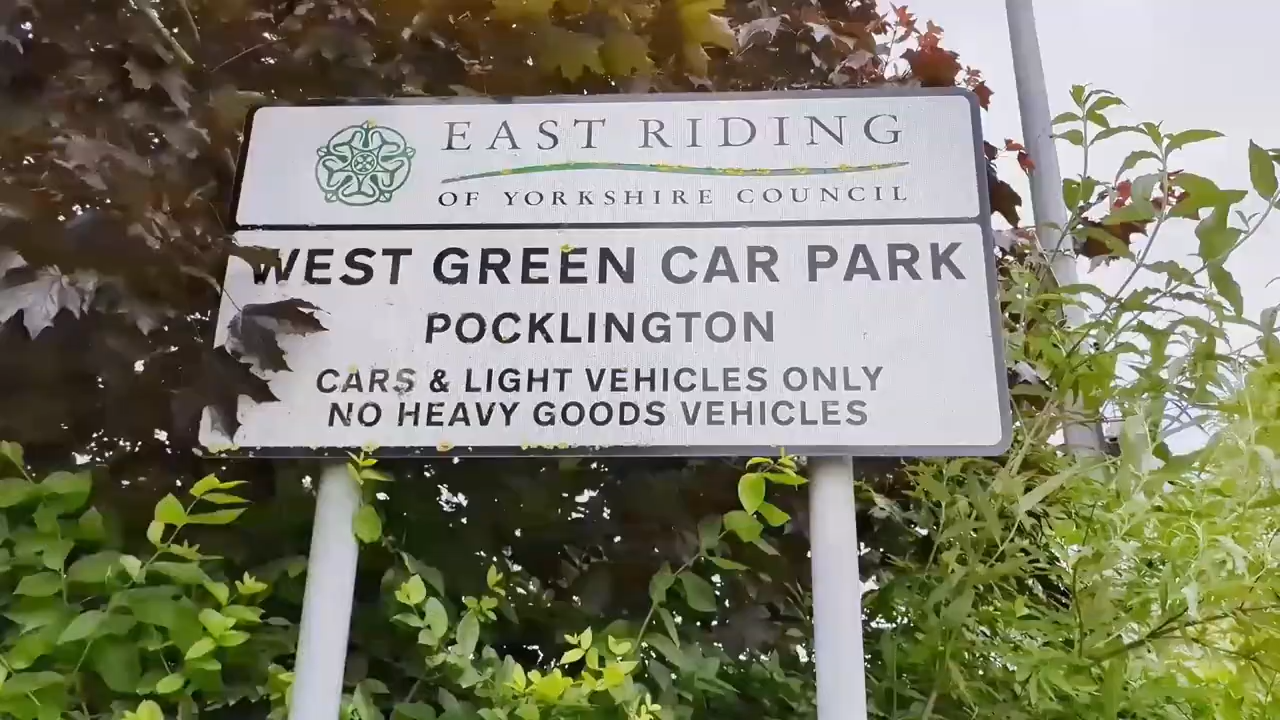 EAST RIDING
OF YORKSHIRE COUNCIL
WEST GREEN CAR PARK
POCKLINGTON
CARS & LIGHT VEHICLES ONLY
NO HEAVY GOODS VEHICLES